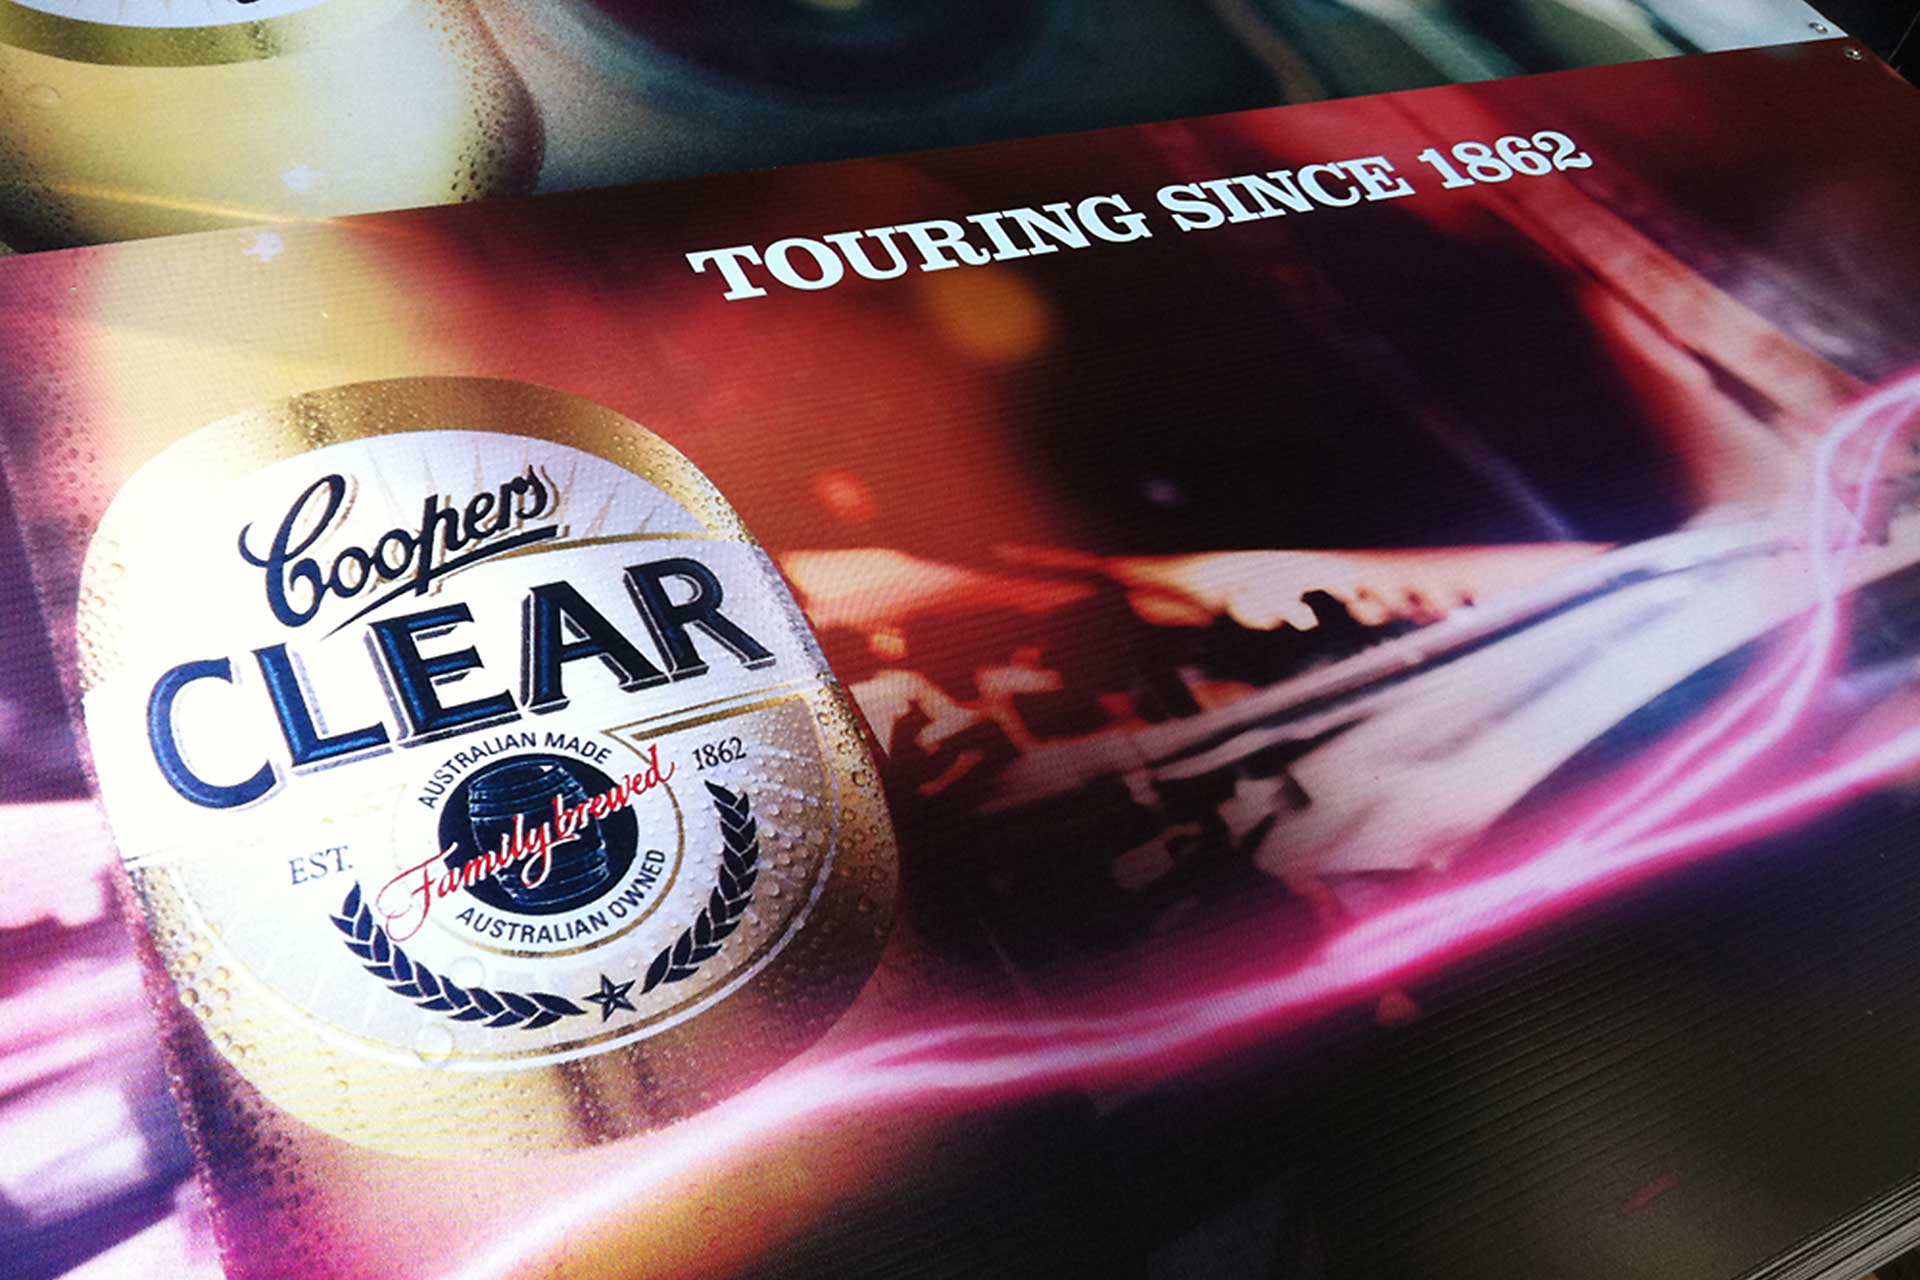 TOURING SINCE 1862
Coopers
CLEAR
AUSTRALIAN MADE
1862
Family brewed
EST.
AUSTRALIAN OWNED